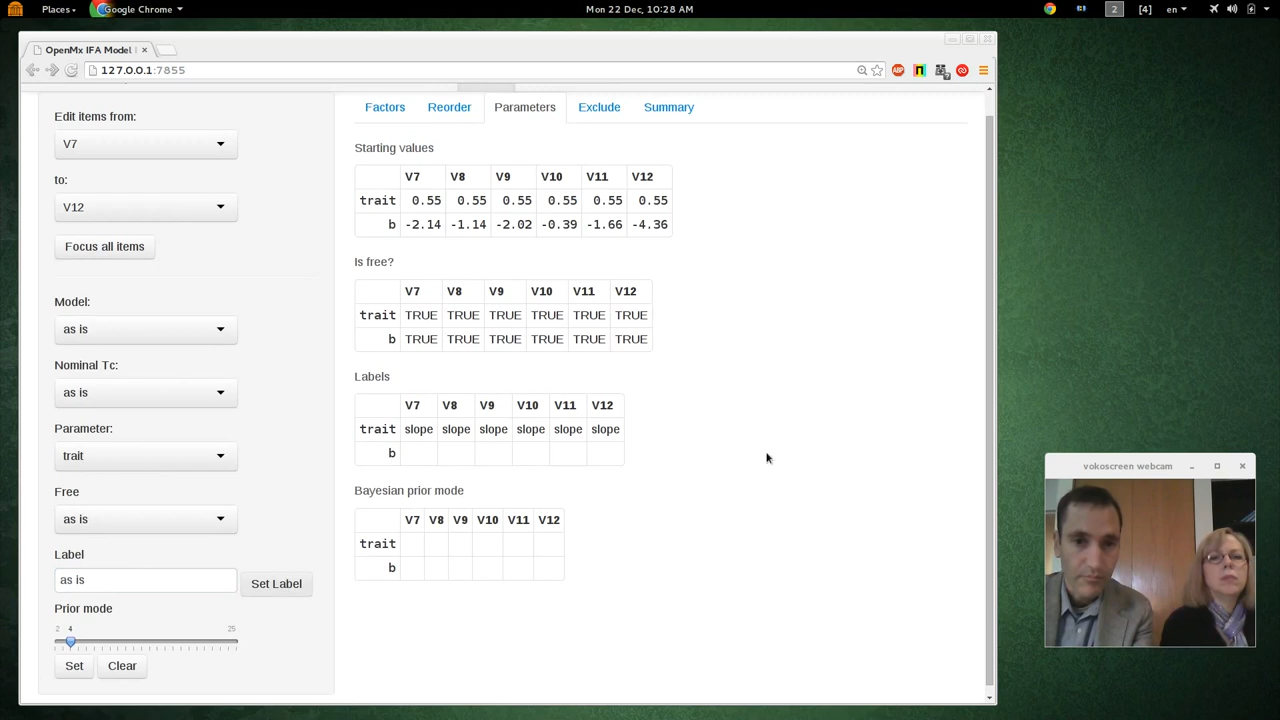 Places Google Chrome Mon 22 Dec, 10:28 AM 2 [4] en
OpenMx IFA Model
127.0.0.1:7855
ABP
Edit items from:
V7
to:
V12
Focus all items
Model:
as is
Nominal Tc:
as is
Parameter:
trait
Free
as is
Label
as is
Set Label
Prior mode
2 4 25
Set Clear
Factors Reorder Parameters Exclude Summary
Starting values
V7 V8 V9 V10 V11 V12
trait 0.55 0.55 0.55 0.55 0.55 0.55
b -2.14 -1.14 -2.02 -0.39 -1.66 -4.36
Is free?
V7 V8 V9 V10 V11 V12
trait TRUE TRUE TRUE TRUE TRUE TRUE
b TRUE TRUE TRUE TRUE TRUE TRUE
Labels
V7 V8 V9 V10 V11 V12
trait slope slope slope slope slope slope
b
Bayesian prior mode
V7 V8 V9 V10 V11 V12
trait
b
vokoscreen webcam